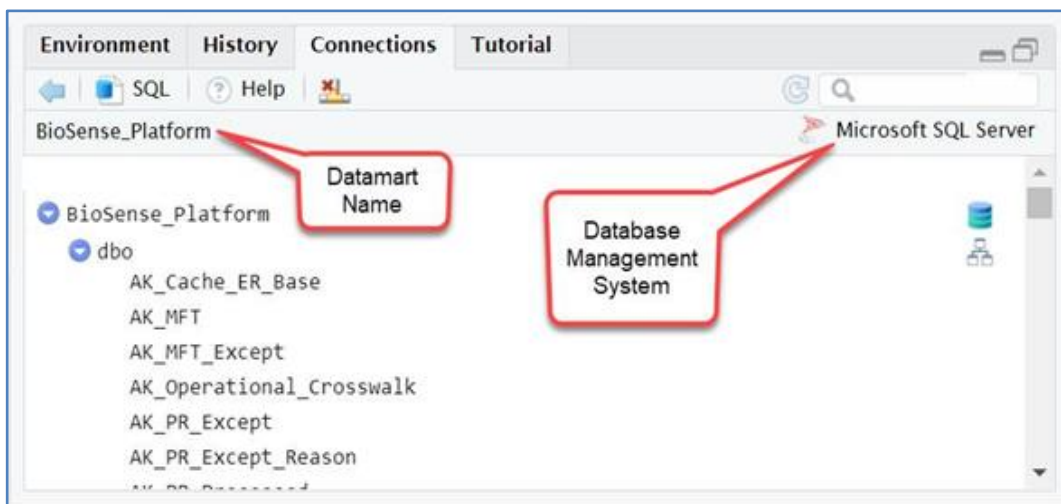 Environment History Connections Tutorial
SQL Help
BioSense_Platform Microsoft SQL Server
Datamart
Name
BioSense_Platform
Database
Management
System
dbo
AK_Cache_ER_Base
AK_MFT
AK_MFT_Except
AK_Operational_Crosswalk
AK_PR_Except
AK_PR_Except_Reason